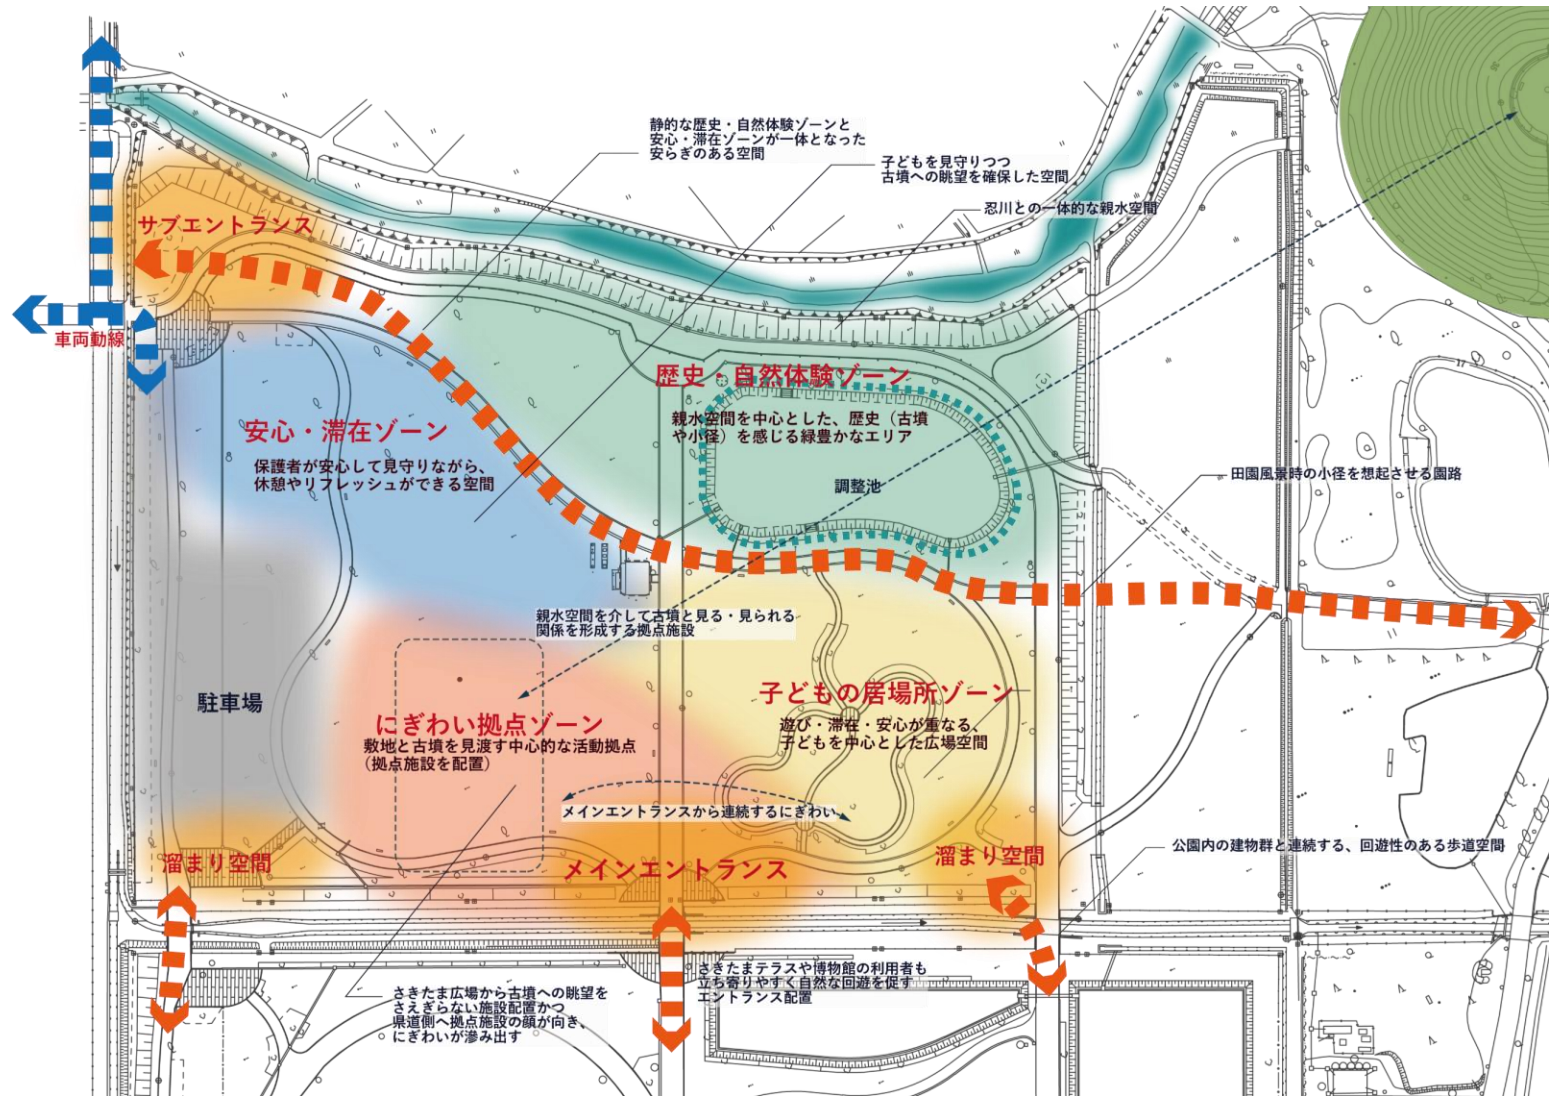 静的な歴史・自然体験ゾーンと
安心・滞在ゾーンが一体となった
安らぎのある空間
子どもを見守りつつ
古墳への眺望を確保した空間
忍川との一体的な親水空間
サブエントランス
車両動線
歴史・自然体験ゾーン
親水空間を中心とした、歴史（古墳
や小径）を感じる緑豊かなエリア
調整池
安心・滞在ゾーン
保護者が安心して見守りながら、
休憩やリフレッシュができる空間
田園風景時の小径を想起させる園路
親水空間を介して古墳と見る・見られる
関係を形成する拠点施設
駐車場
にぎわい拠点ゾーン
敷地と古墳を見渡す中心的な活動拠点
（拠点施設を配置）
子どもの居場所ゾーン
遊び・滞在・安心が重なる、
子どもを中心とした広場空間
メインエントランスから連続するにぎわい
溜まり空間
メインエントランス
溜まり空間
公園内の建物群と連続する、回遊性のある歩道空間
さきたま広場から古墳への眺望を
さえぎらない施設配置かつ
県道側へ拠点施設の顔が向き、
にぎわいが滲み出す
さきたまテラスや博物館の利用者も
立ち寄りやすく自然な回遊を促す
エントランス配置